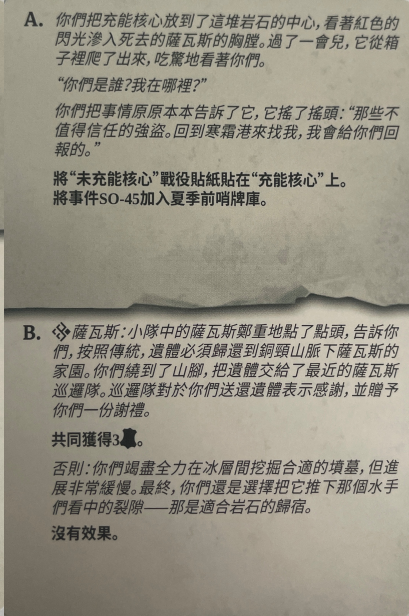 A. 你們把充能核心放到了這堆岩石的中心，看著紅色的
閃光滲入死去的薩瓦斯的胸膛。過了一會兒，它從箱
子裡爬了出來，吃驚地看著你們。
“你們是誰?我在哪裡?”
你們把事情原原本本告訴了它，它搖了搖頭：“那些不
值得信任的強盜。回到寒霜港來找我，我會給你們回
報的。”
將“未充能核心”戰役貼紙貼在“充能核心”上。
將事件SO-45加入夏季前哨牌庫。
B. 薩瓦斯：小隊中的薩瓦斯鄭重地點了點頭，告訴你
們，按照傳統，遺體必須歸還到銅頸山脈下薩瓦斯的
家園。你們繞到了山腳，把遺體交給了最近的薩瓦斯
巡邏隊。巡邏隊對於你們送還遺體表示感謝，並贈予
你們一份謝禮。
共同獲得3。
否則：你們竭盡全力在冰層間挖掘合適的墳墓，但進
展非常緩慢。最終，你們還是選擇把它推下那個水手
們看中的裂隙——那是適合岩石的歸宿。
沒有效果。